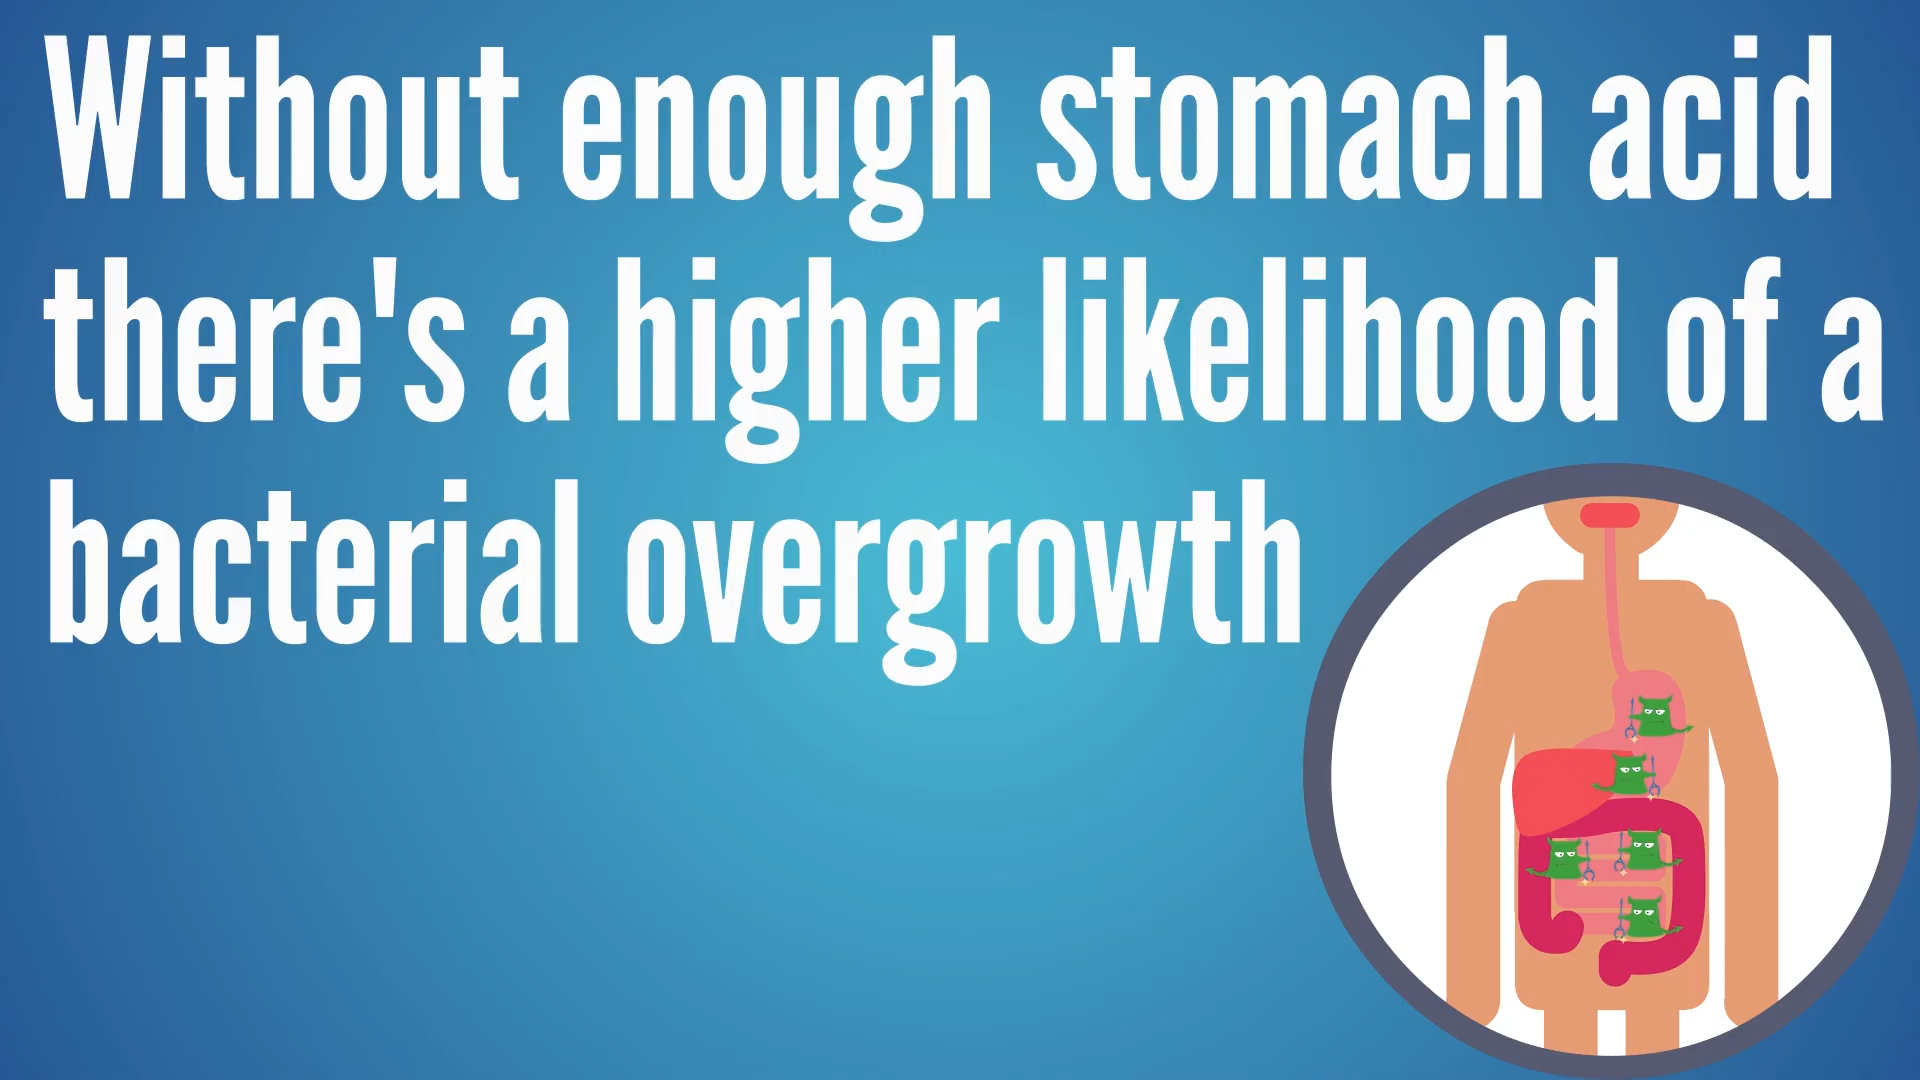 Without enough stomach acid
there's a higher likelihood of a
bacterial overgrowth